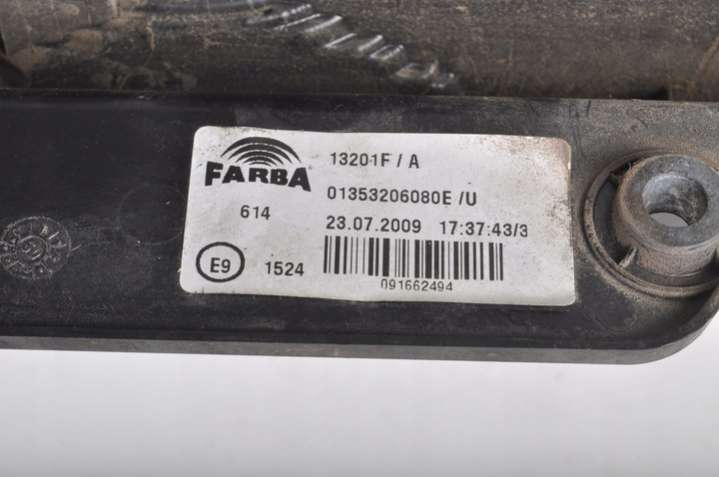 FARBA
13201F / A
01353206080E /U
614
23.07.2009 17:37:43/3
E9
1524
091662494